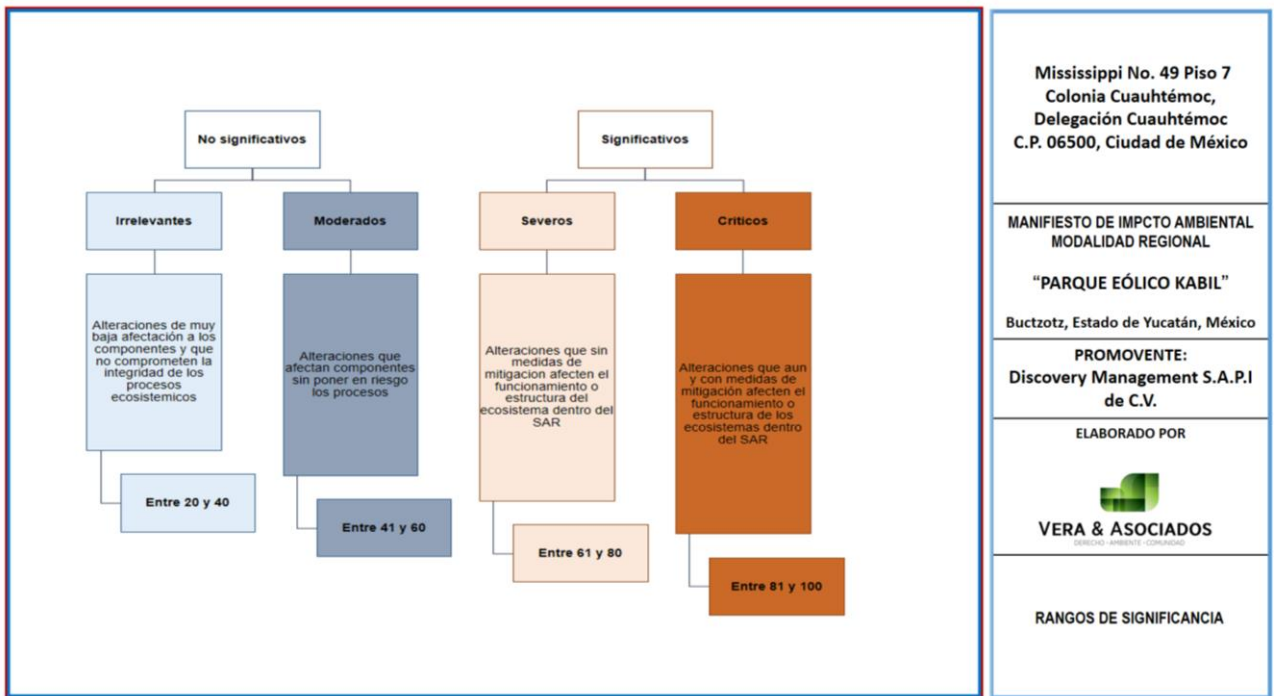 No significativos
Irrelevantes
Alteraciones de muy
baja afectación a los
componentes y que
no comprometen la
integridad de los
procesos
ecosistemicos
Entre 20 y 40
Moderados
Alteraciones que
afectan componentes
sin poner en riesgo
los procesos
Entre 41 y 60
Significativos
Severos
Alteraciones que sin
medidas de
mitigacion afecten el
funcionamiento o
estructura del
ecosistema dentro del
SAR
Entre 61 y 80
Criticos
Alteraciones que aun
y con medidas de
mitigación afecten el
funcionamiento o
estructura de los
ecosistemas dentro
del SAR
Entre 81 y 100
Mississippi No. 49 Piso 7
Colonia Cuauhtémoc,
Delegación Cuauhtémoc
C.P. 06500, Ciudad de México
MANIFIESTO DE IMPCTO AMBIENTAL
MODALIDAD REGIONAL
“PARQUE EÓLICO KABIL”
Buctzotz, Estado de Yucatán, México
PROMOVENTE:
Discovery Management S.A.P.I
de C.V.
ELABORADO POR
VERA & ASOCIADOS
DERECHO - AMBIENTE - COMUNIDAD
RANGOS DE SIGNIFICANCIA